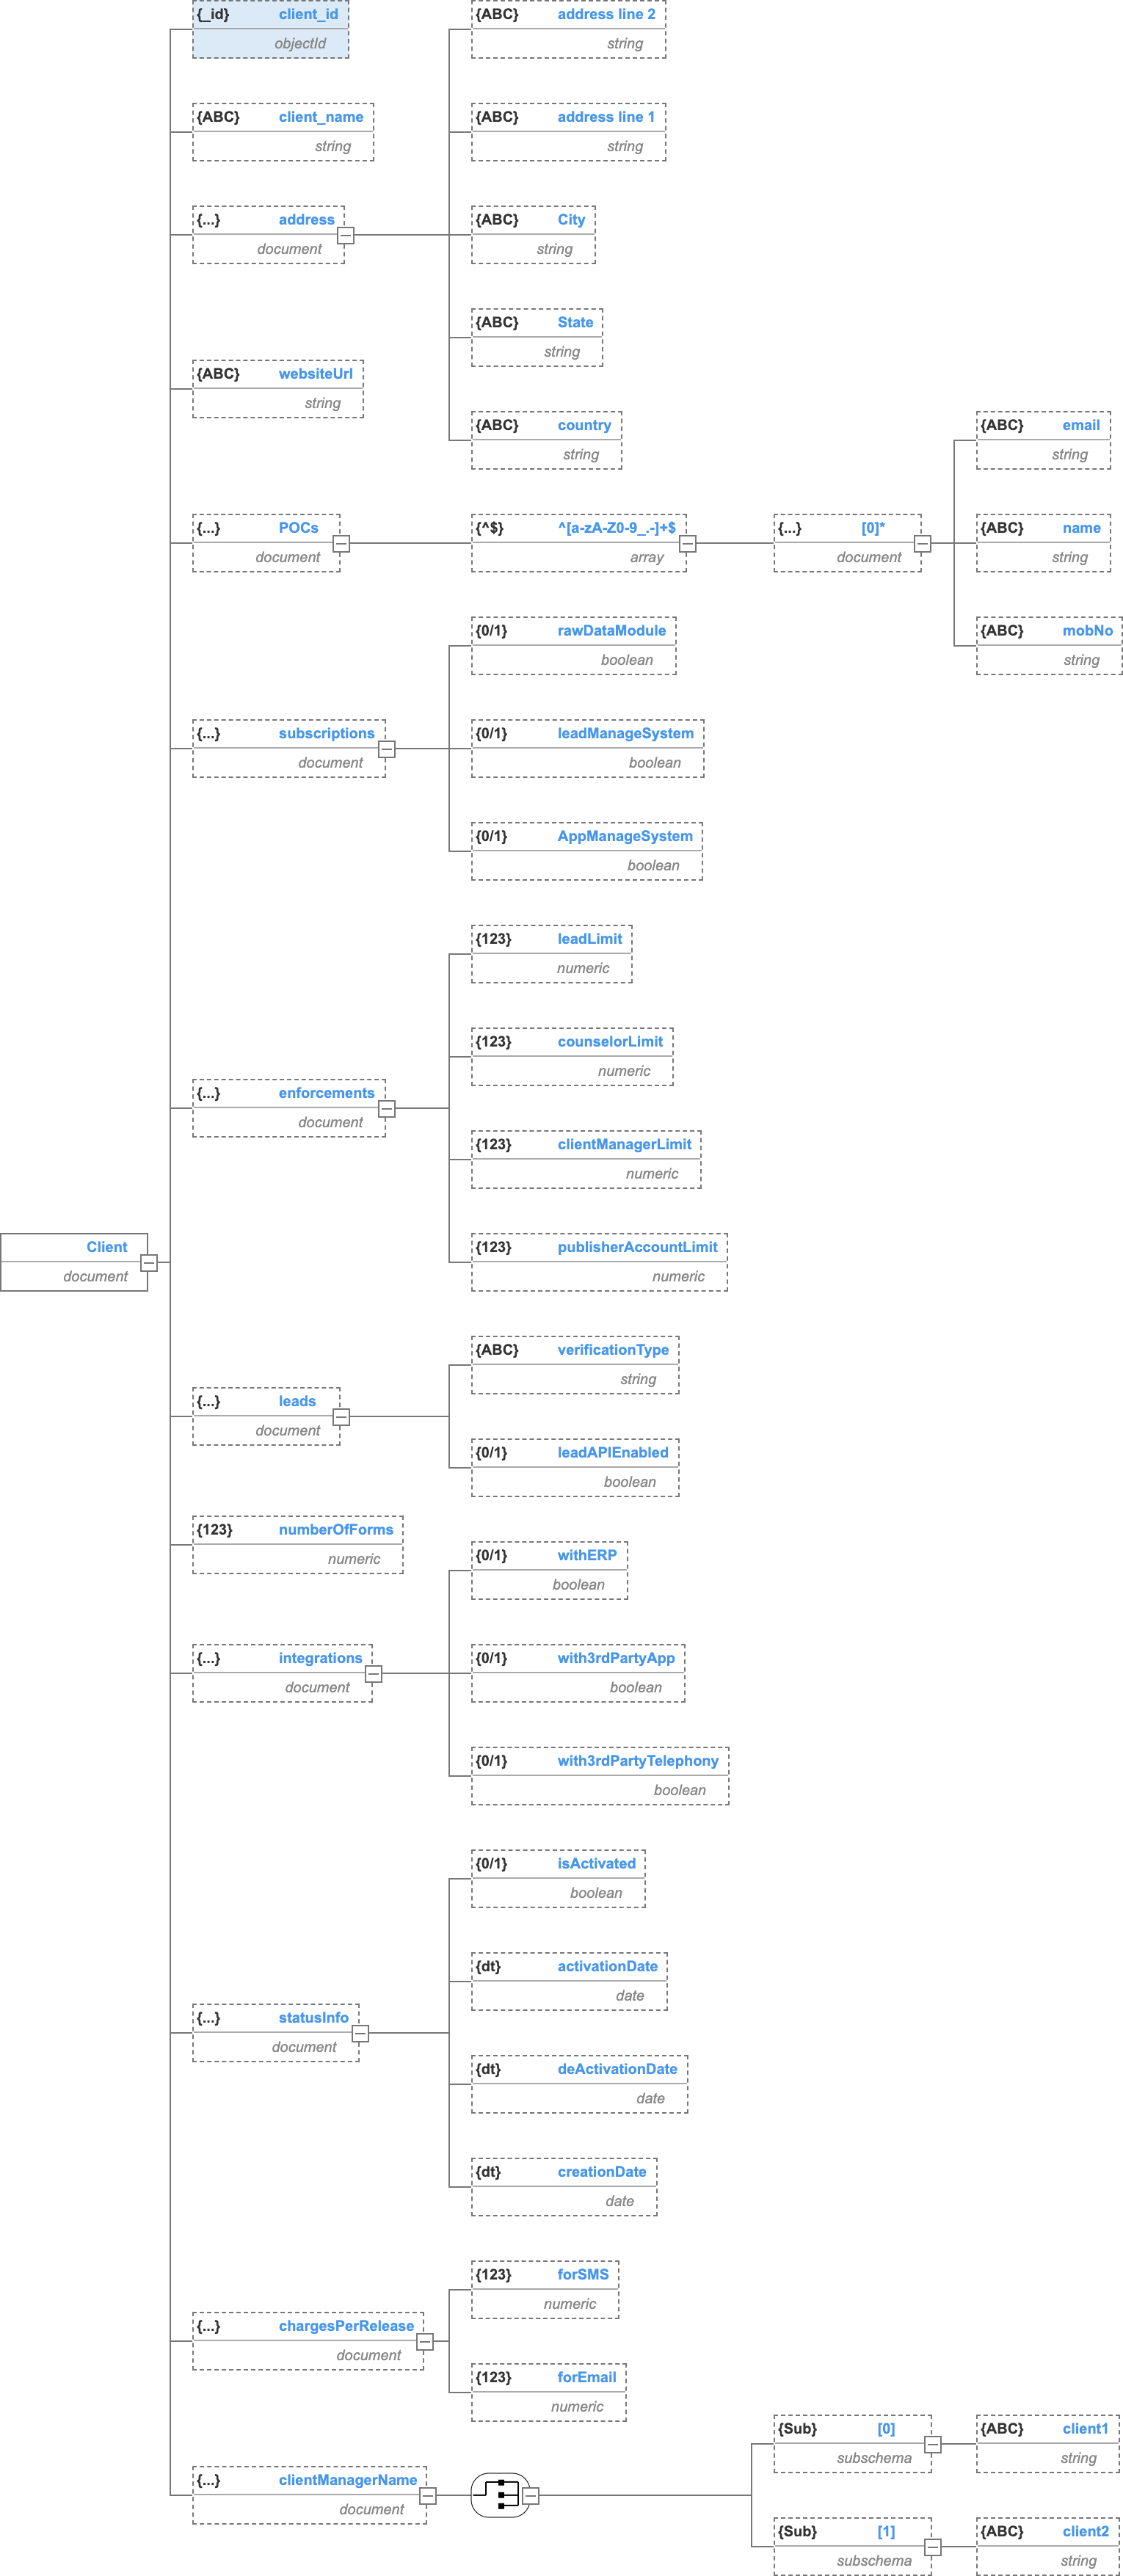 {_id} client_id
objectId
{ABC} client_name
string
{...} address
document
{ABC} address line 2
string
{ABC} address line 1
string
{ABC} City
string
{ABC} State
string
{ABC} country
string
{ABC} websiteUrl
string
{...} POCs
document
{^$} ^[a-zA-Z0-9_.-]+$
array
{...} [0]*
document
{ABC} email
string
{ABC} name
string
{ABC} mobNo
string
{...} subscriptions
document
{0/1} rawDataModule
boolean
{0/1} leadManageSystem
boolean
{0/1} AppManageSystem
boolean
{...} enforcements
document
{123} leadLimit
numeric
{123} counselorLimit
numeric
{123} clientManagerLimit
numeric
{123} publisherAccountLimit
numeric
Client
document
{...} leads
document
{ABC} verificationType
string
{0/1} leadAPIEnabled
boolean
{123} numberOfForms
numeric
{...} integrations
document
{0/1} withERP
boolean
{0/1} with3rdPartyApp
boolean
{0/1} with3rdPartyTelephony
boolean
{...} statusInfo
document
{0/1} isActivated
boolean
{dt} activationDate
date
{dt} deActivationDate
date
{dt} creationDate
date
{...} chargesPerRelease
document
{123} forSMS
numeric
{123} forEmail
numeric
{...} clientManagerName
document
{Sub} [0]
subschema
{ABC} client1
string
{Sub} [1]
subschema
{ABC} client2
string